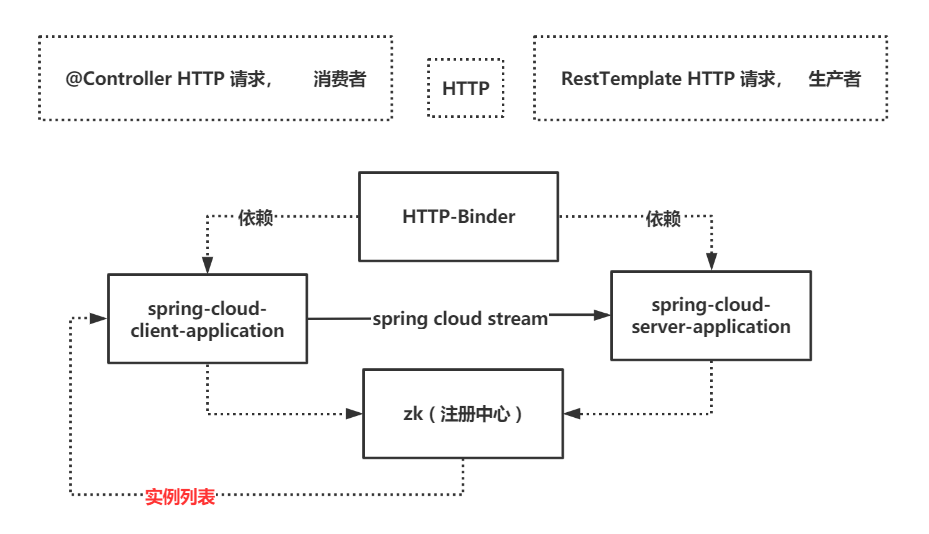 @Controller HTTP 请求， 消费者
HTTP
RestTemplate HTTP 请求， 生产者
HTTP-Binder
依赖
依赖
spring-cloud-
client-application
spring cloud stream
spring-cloud-
server-application
zk（注册中心）
实例列表